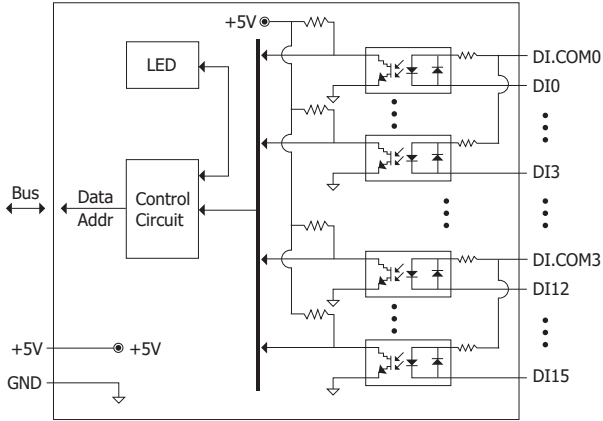 +5V
LED
DI.COM0
DI0
DI3
Bus
Data
Addr
Control
Circuit
DI.COM3
DI12
+5V
+5V
GND
DI15